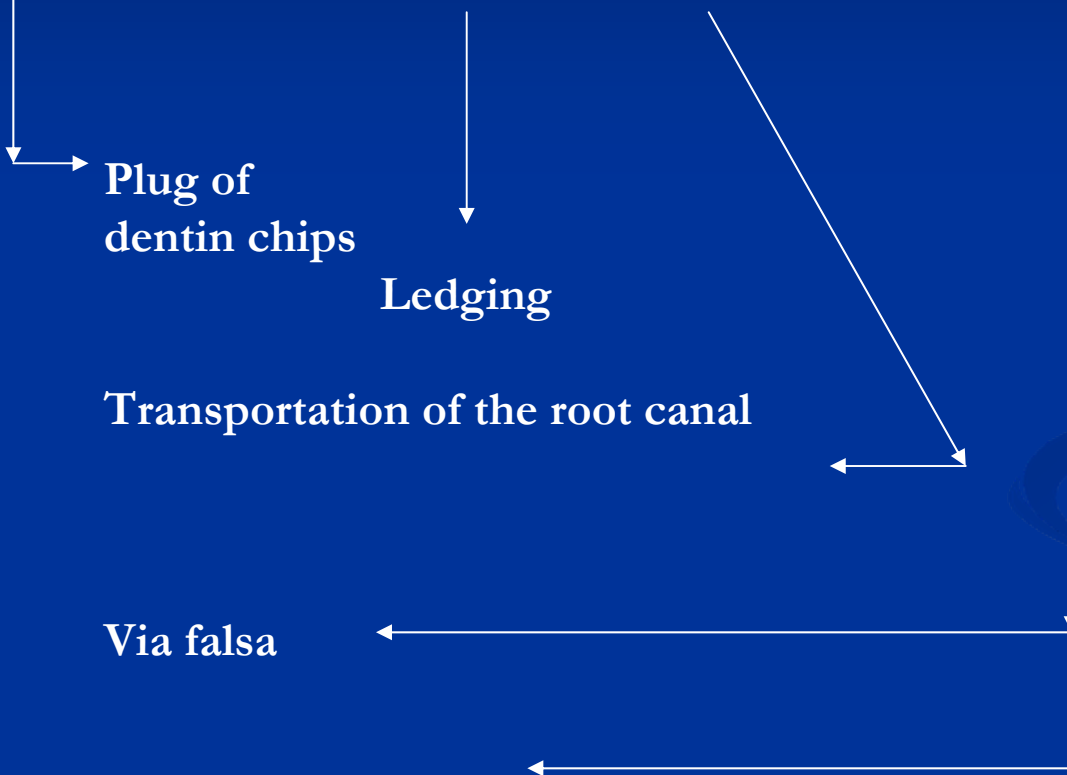 Plug of
dentin chips
Ledging
Transportation of the root canal
Via falsa